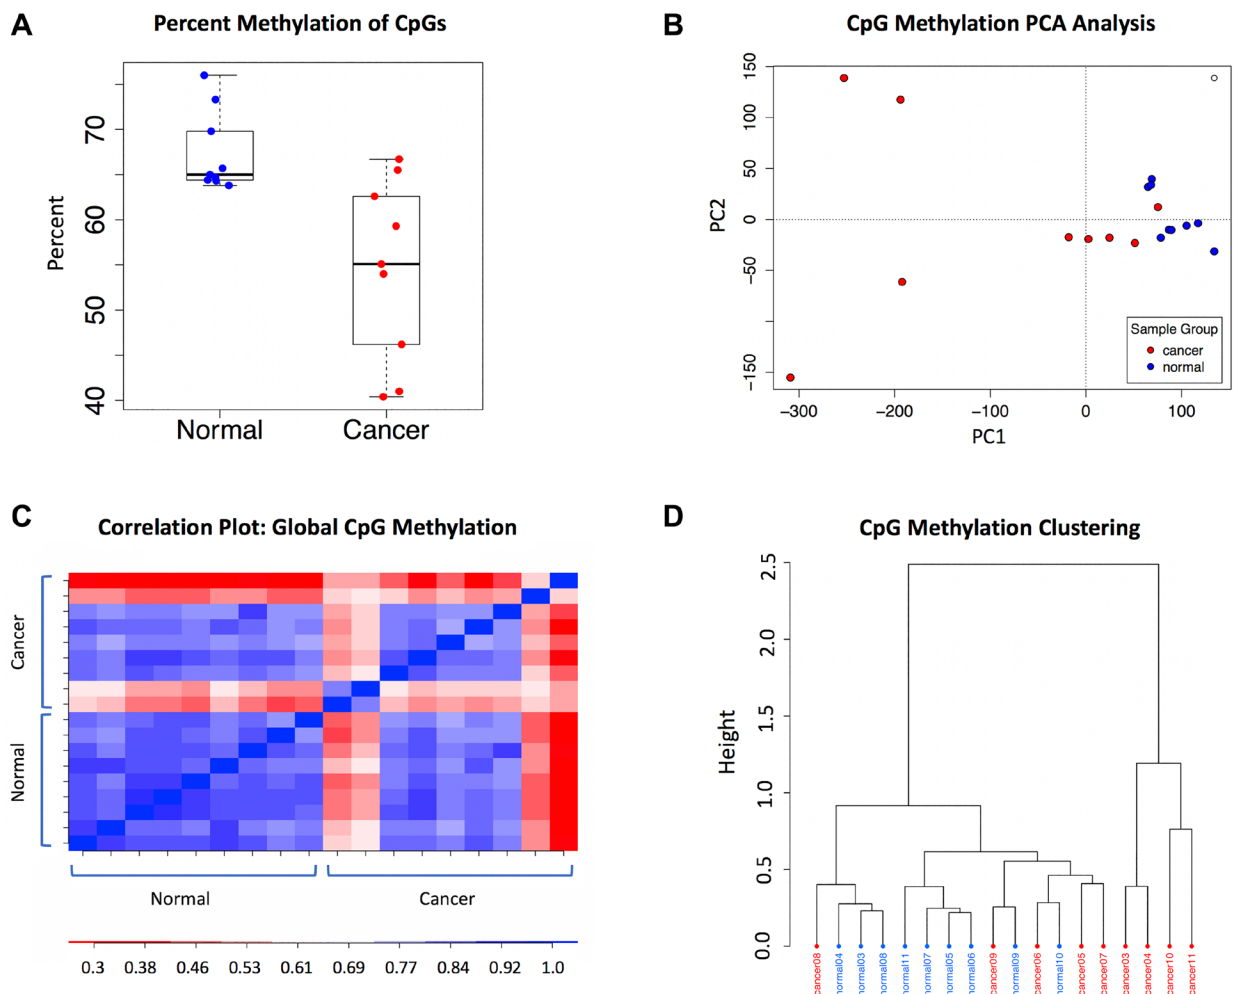 A
Percent Methylation of CpGs
Percent
70
60
50
40
Normal
Cancer
B
CpG Methylation PCA Analysis
PC2
150
100
50
0
−50
−150
−300
−200
−100
0
100
PC1
Sample Group
cancer
normal
C
Correlation Plot: Global CpG Methylation
Cancer
Normal
Normal
Cancer
0.3
0.38
0.46
0.53
0.61
0.69
0.77
0.84
0.92
1.0
D
CpG Methylation Clustering
Height
2.5
2.0
1.5
1.0
0.5
0.0
cancer08
normal04
normal03
normal08
normal11
normal07
normal05
normal06
cancer09
normal09
cancer06
normal10
cancer05
cancer07
cancer03
cancer04
cancer10
cancer11